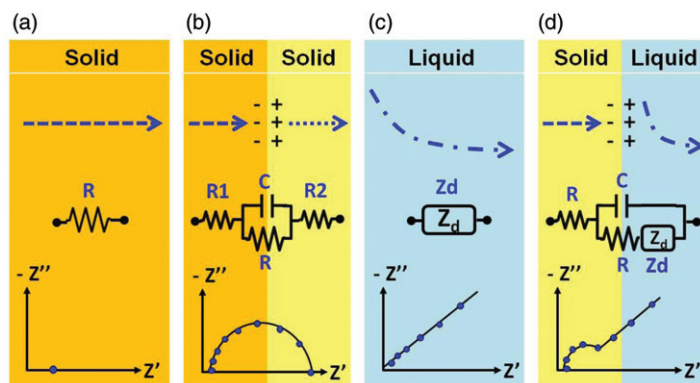 (a)
Solid
R
- Z''
Z'
(b)
Solid
Solid
- +
- +
- +
C
R1
R2
R
- Z''
Z'
(c)
Liquid
Zd
Zd
- Z''
Z'
(d)
Solid
Liquid
- +
- +
- +
C
R
Zd
R
Zd
- Z''
Z'